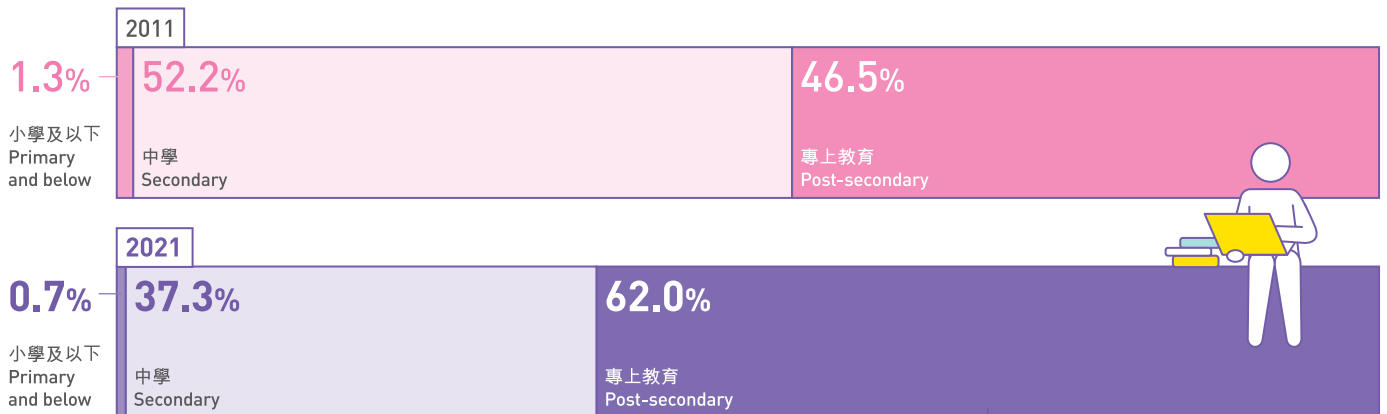 2011
1.3%
小學及以下
Primary
and below
52.2%
中學
Secondary
46.5%
專上教育
Post-secondary
2021
0.7%
小學及以下
Primary
and below
37.3%
中學
Secondary
62.0%
專上教育
Post-secondary